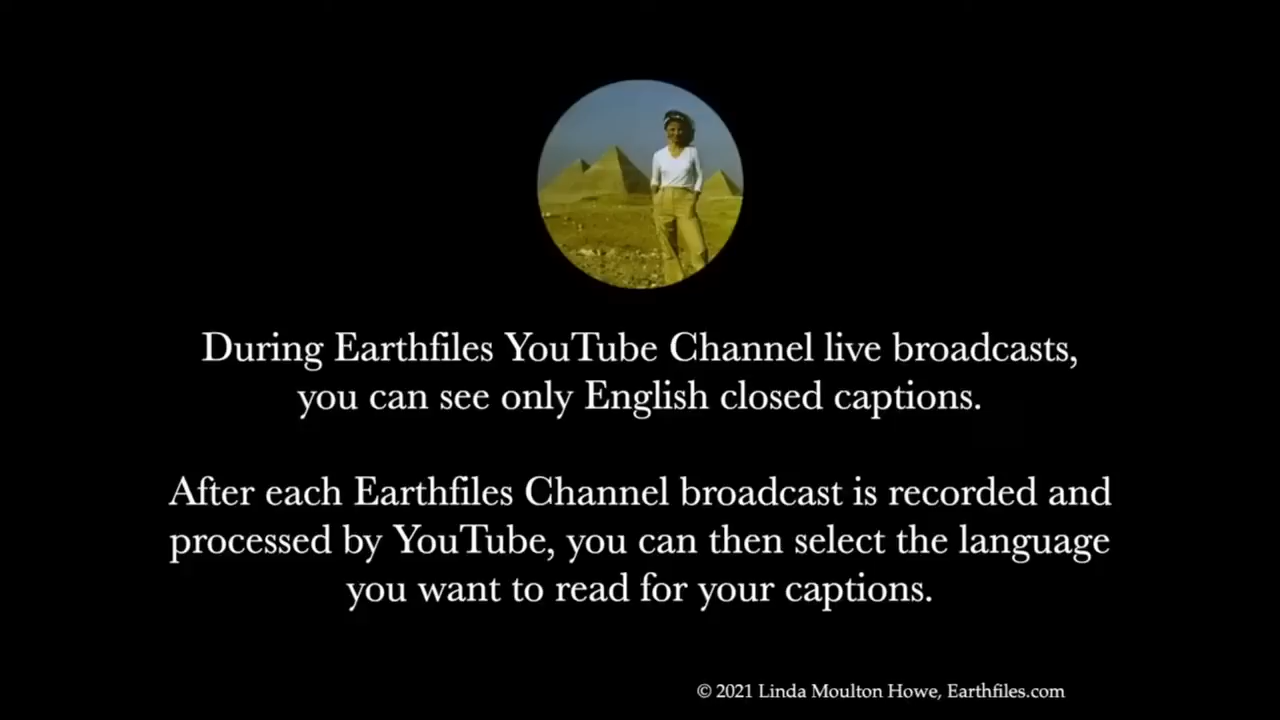 During Earthfiles YouTube Channel live broadcasts,
you can see only English closed captions.
After each Earthfiles Channel broadcast is recorded and
processed by YouTube, you can then select the language
you want to read for your captions.
© 2021 Linda Moulton Howe, Earthfiles.com